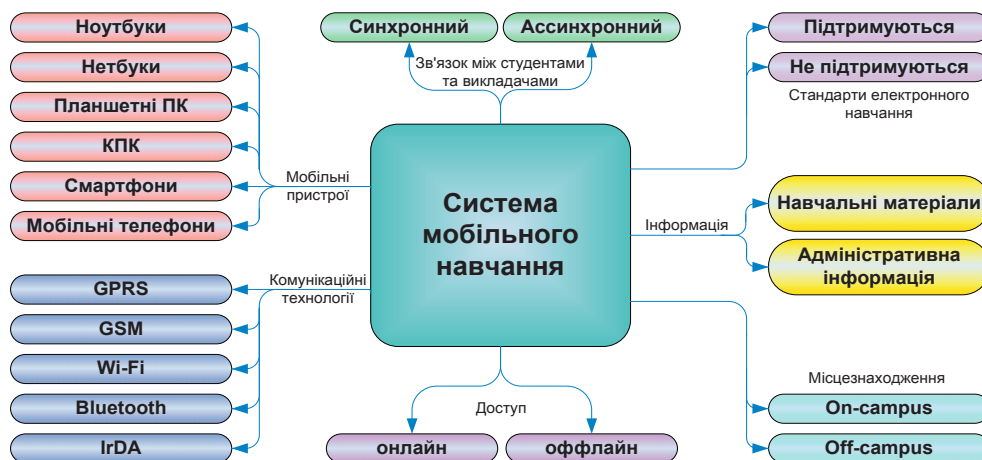 Ноутбуки
Нетбуки
Планшетні ПК
КПК
Смартфони
Мобільні телефони
Мобільні
пристрої
Синхронний
Ассинхронний
Зв'язок між студентами
та викладачами
Підтримуються
Не підтримуються
Стандарти електронного
навчання
Система
мобільного
навчання
Інформація
Навчальні матеріали
Адміністративна
інформація
Комунікаційні
технології
GPRS
GSM
Wi-Fi
Bluetooth
IrDA
Доступ
онлайн
оффлайн
Місцезнаходження
On-campus
Off-campus